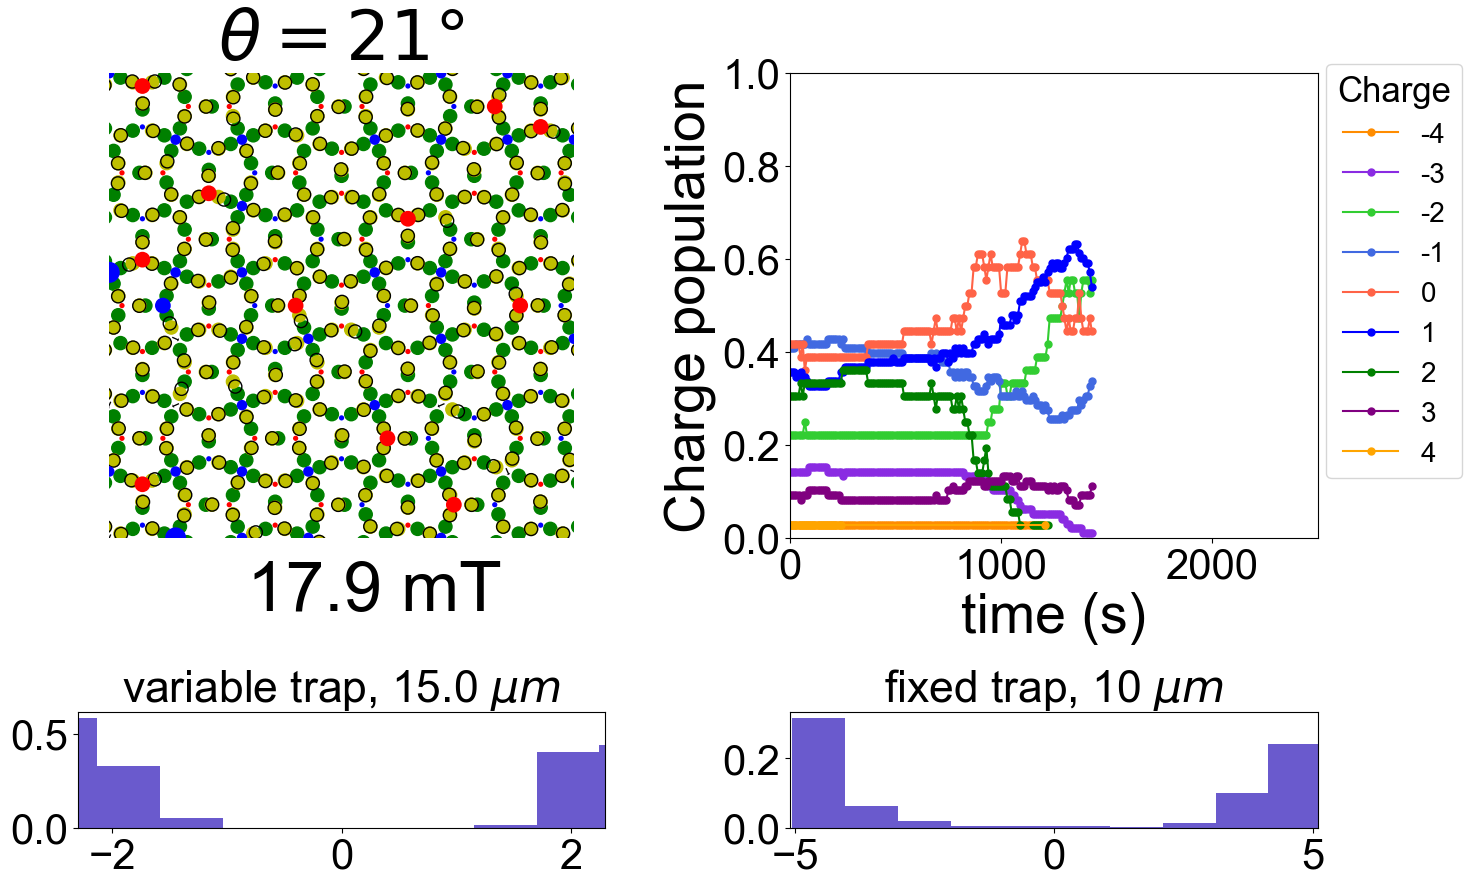 θ = 21°
17.9 mT
1.0
0.8
0.6
0.4
0.2
0.0
Charge population
0 1000 2000
time (s)
Charge
-4
-3
-2
-1
0
1
2
3
4
variable trap, 15.0 μm
0.5
0.0
−2 0 2
fixed trap, 10 μm
0.2
0.0
−5 0 5